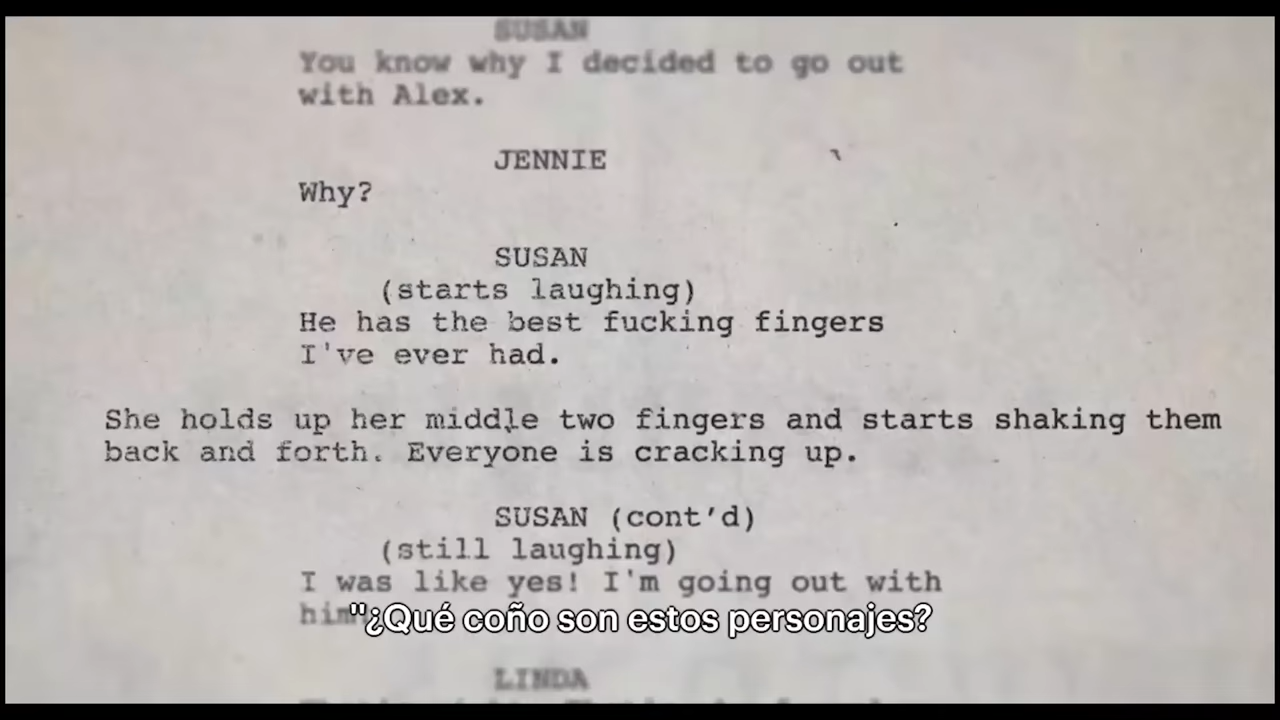 SUSAN
You know why I decided to go out
with Alex.
JENNIE
Why?
SUSAN
(starts laughing)
He has the best fucking fingers
I've ever had.
She holds up her middle two fingers and starts shaking them
back and forth. Everyone is cracking up.
SUSAN (cont'd)
(still laughing)
I was like yes! I'm going out with
him
"¿Qué coño son estos personajes?
LINDA